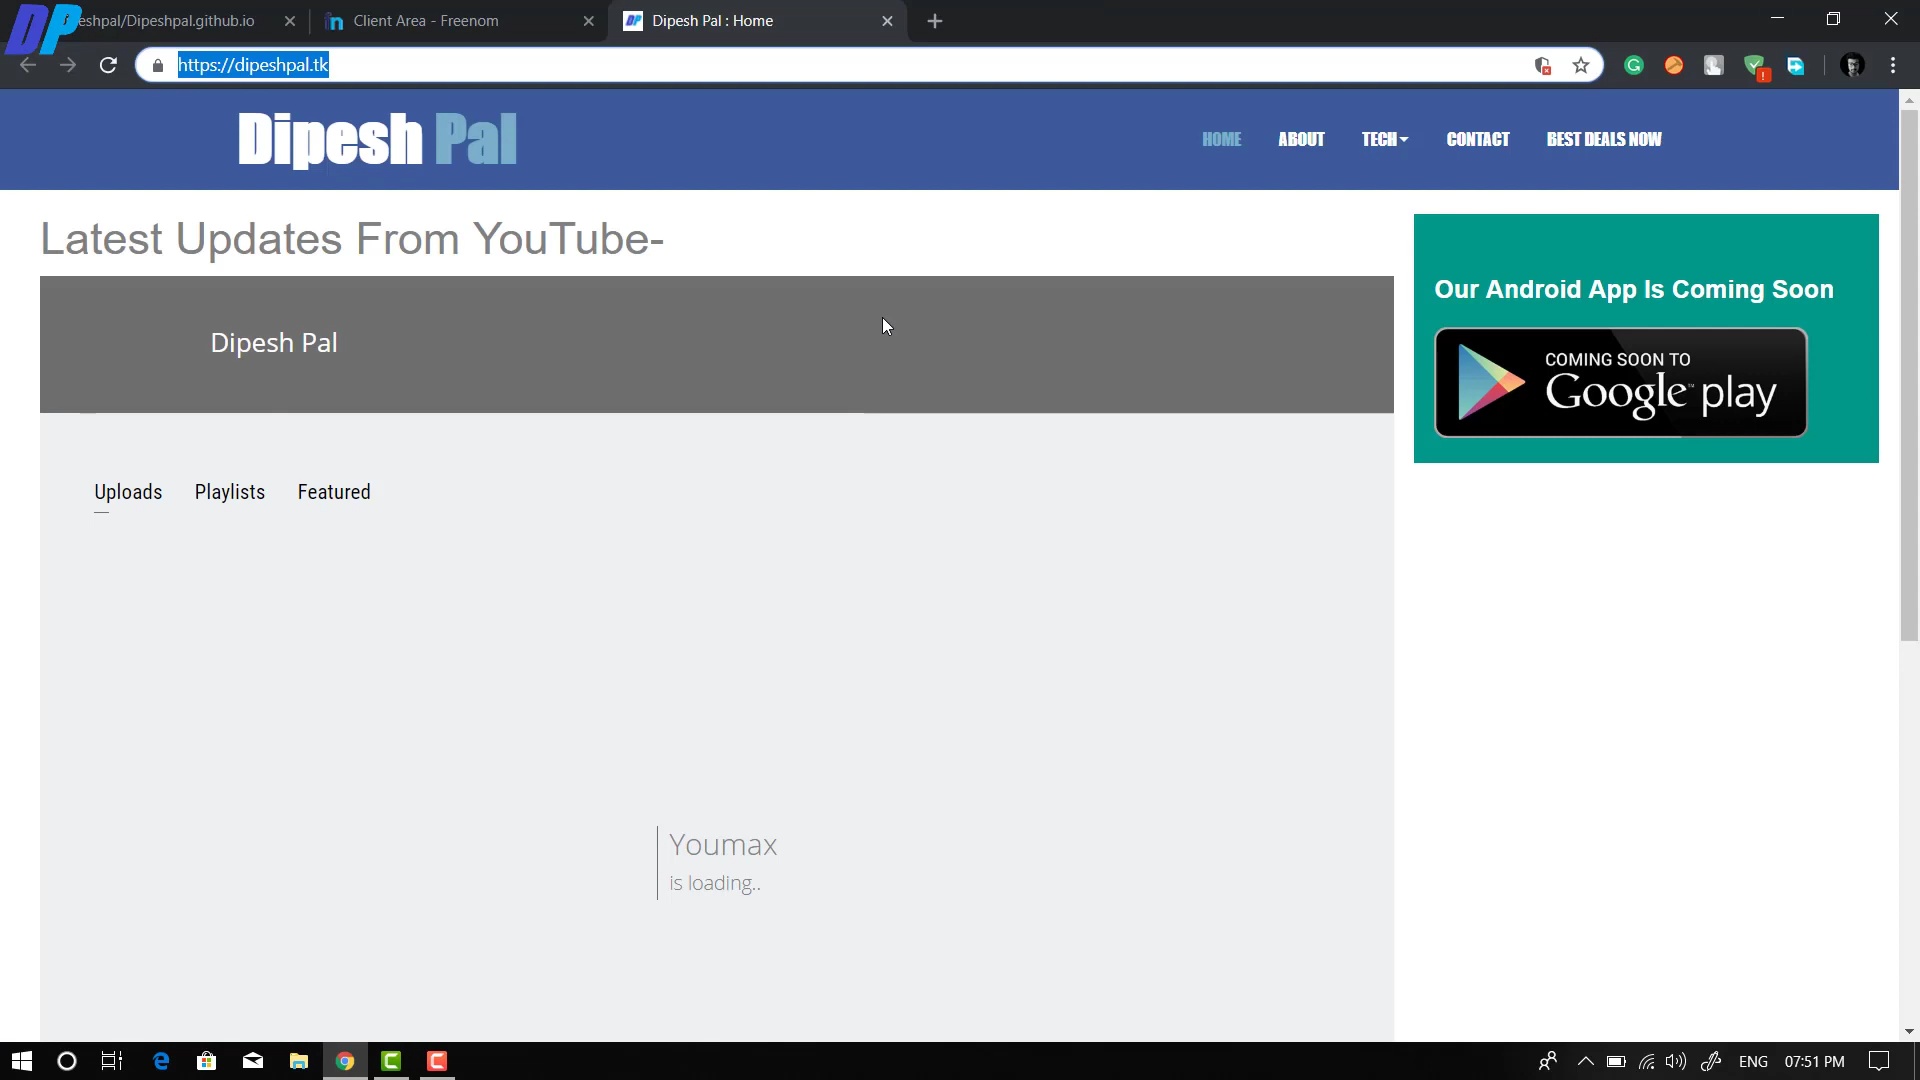 DP
eshpal/Dipeshpal.github.io
Client Area - Freenom
DP Dipesh Pal : Home
https://dipeshpal.tk
Dipesh Pal
HOME ABOUT TECH CONTACT BEST DEALS NOW
Latest Updates From YouTube-
Dipesh Pal
Our Android App Is Coming Soon
COMING SOON TO
Google play
Uploads Playlists Featured
Youmax
is loading..
ENG 07:51 PM